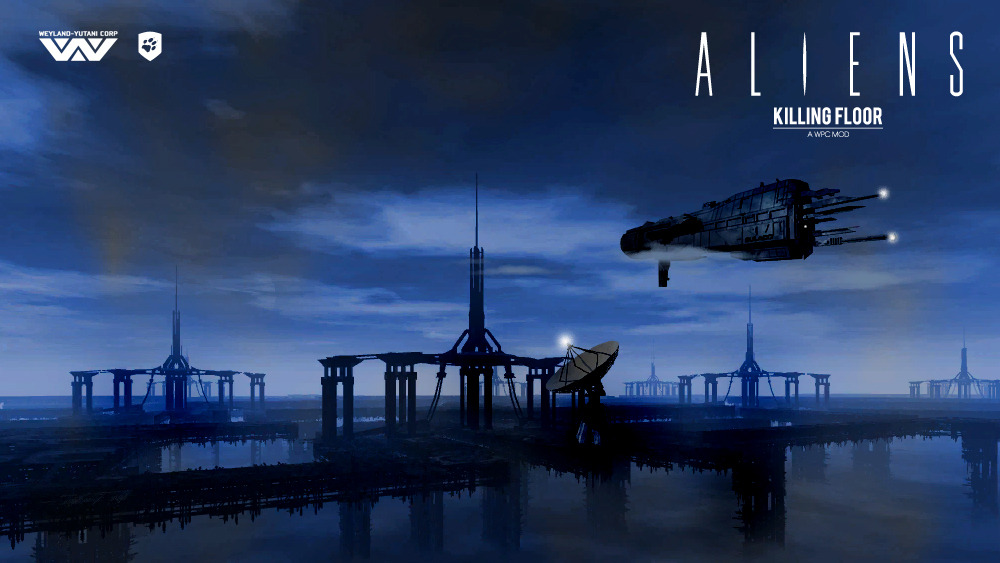 WEYLAND-YUTANI CORP
ALIENS
KILLING FLOOR
A WPC MOD